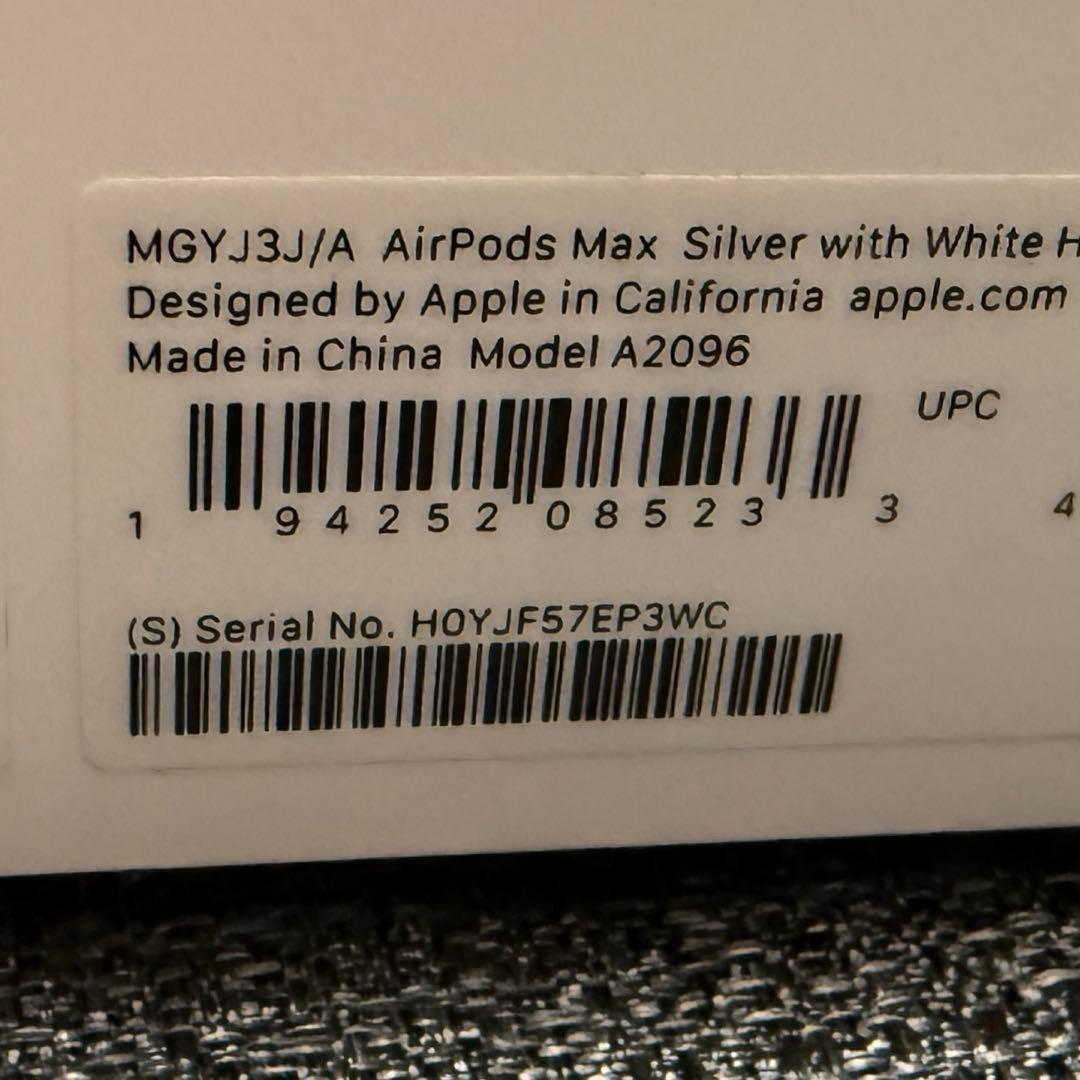 MGYJ3J/A AirPods Max Silver with White H
Designed by Apple in California apple.com
Made in China Model A2096
UPC
1 94252 08523 3 4
(S) Serial No. H0YJF57EP3WC